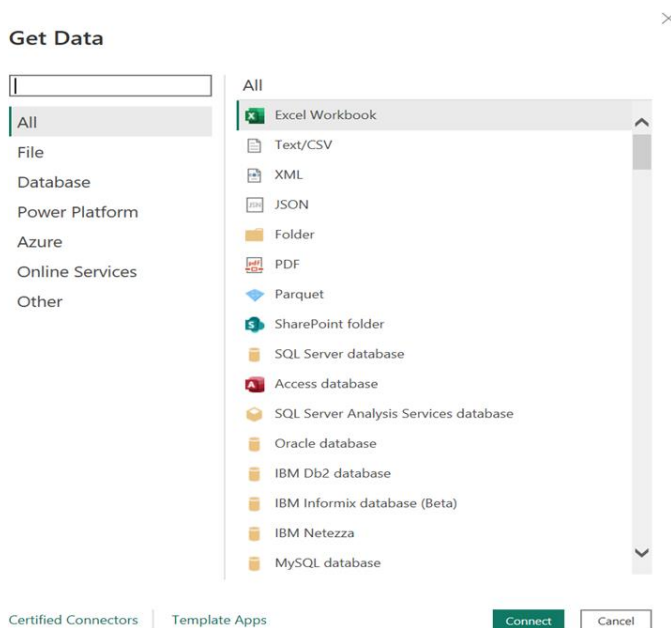 Get Data
All
File
Database
Power Platform
Azure
Online Services
Other
All
Excel Workbook
Text/CSV
XML
JSON
Folder
PDF
Parquet
SharePoint folder
SQL Server database
Access database
SQL Server Analysis Services database
Oracle database
IBM Db2 database
IBM Informix database (Beta)
IBM Netezza
MySQL database
Certified Connectors
Template Apps
Connect
Cancel